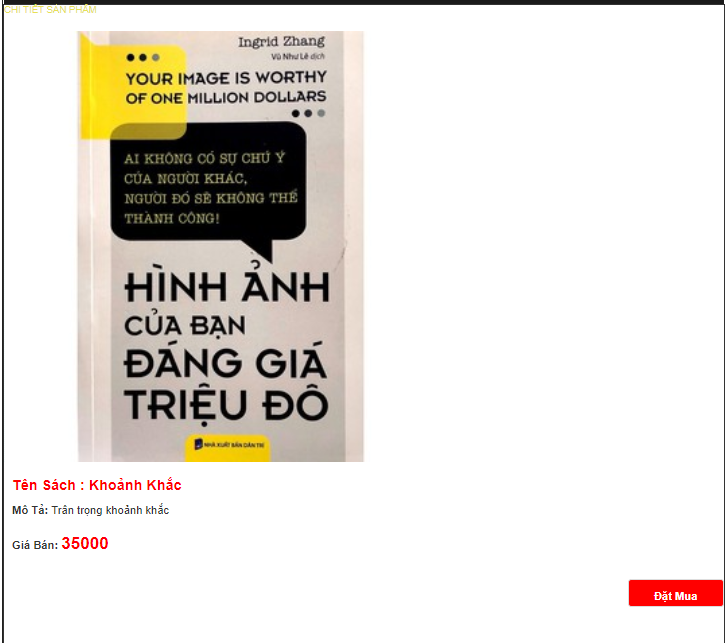 CHI TIẾT SẢN PHẨM
Ingrid Zhang
Vũ Như Lê dịch
YOUR IMAGE IS WORTHY
OF ONE MILLION DOLLARS
AI KHÔNG CÓ SỰ CHÚ Ý
CỦA NGƯỜI KHÁC,
NGƯỜI ĐÓ SẼ KHÔNG THỂ
THÀNH CÔNG!
HÌNH ẢNH
CỦA BẠN
ĐÁNG GIÁ
TRIỆU ĐÔ
NHÀ XUẤT BẢN DÂN TRÍ
Tên Sách : Khoảnh Khắc
Mô Tả: Trân trọng khoảnh khắc
Giá Bán: 35000
Đặt Mua